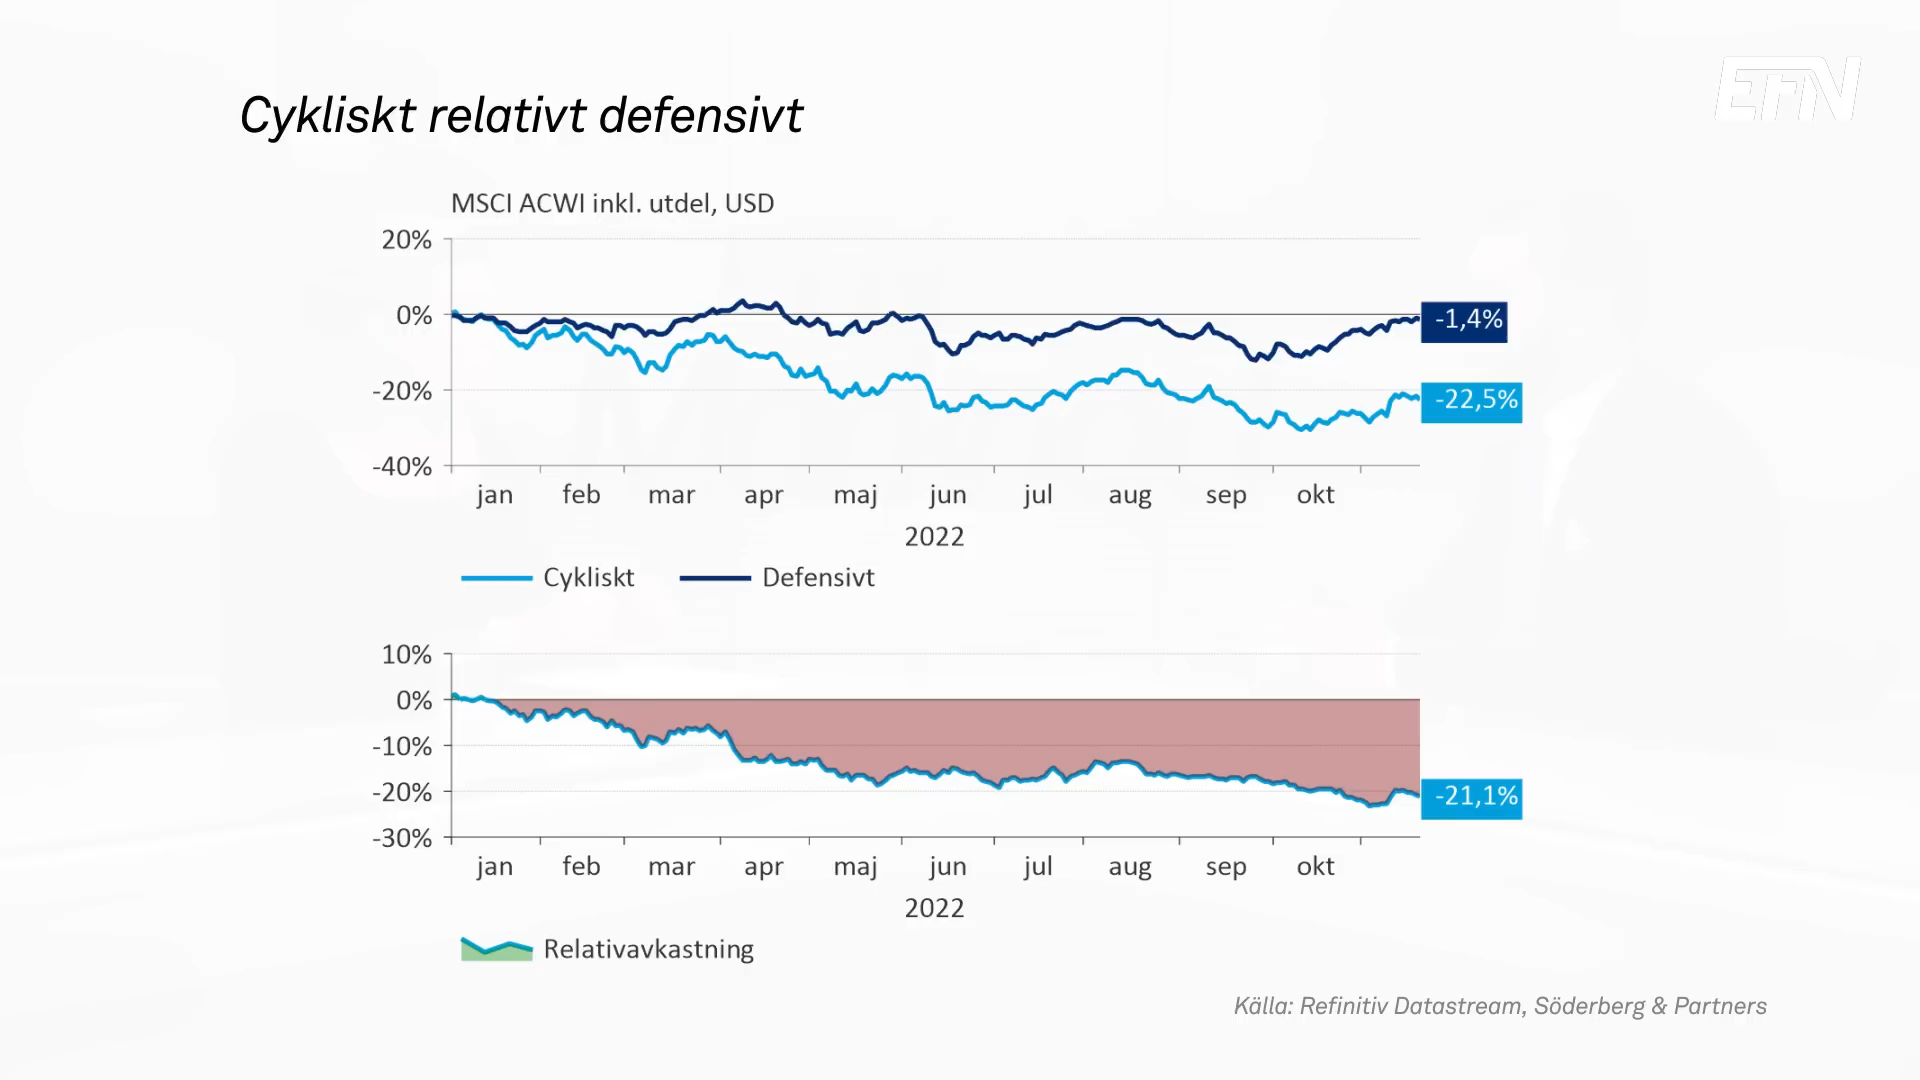 EFN
Cykliskt relativt defensivt
MSCI ACWI inkl. utdel, USD
20%
0%
-20%
-40%
-1,4%
-22,5%
jan feb mar apr maj jun jul aug sep okt
2022
Cykliskt Defensivt
10%
0%
-10%
-20%
-30%
-21,1%
jan feb mar apr maj jun jul aug sep okt
2022
Relativavkastning
Källa: Refinitiv Datastream, Söderberg & Partners